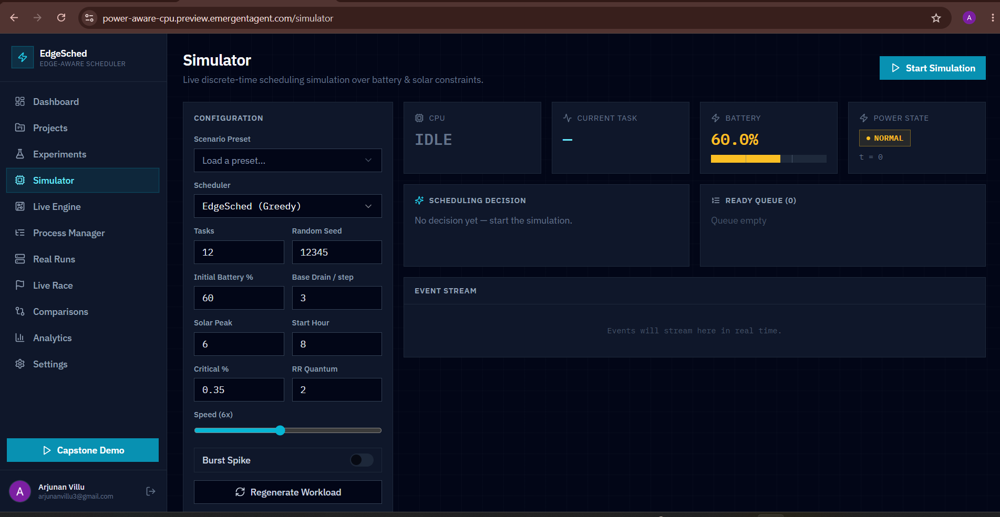 power-aware-cpu.preview.emergentagent.com/simulator
A
EdgeSched
EDGE-AWARE SCHEDULER
Dashboard
Projects
Experiments
Simulator
Live Engine
Process Manager
Real Runs
Live Race
Comparisons
Analytics
Settings
Capstone Demo
A
Arjunan Villu
arjunanvillu3@gmail.com
Simulator
Live discrete-time scheduling simulation over battery & solar constraints.
Start Simulation
CONFIGURATION
Scenario Preset
Load a preset...
Scheduler
EdgeSched (Greedy)
Tasks
Random Seed
12
12345
Initial Battery %
Base Drain / step
60
3
Solar Peak
Start Hour
6
8
Critical %
RR Quantum
0.35
2
Speed (6x)
Burst Spike
Regenerate Workload
CPU
IDLE
CURRENT TASK
—
BATTERY
60.0%
POWER STATE
NORMAL
t = 0
SCHEDULING DECISION
No decision yet — start the simulation.
READY QUEUE (0)
Queue empty
EVENT STREAM
Events will stream here in real time.